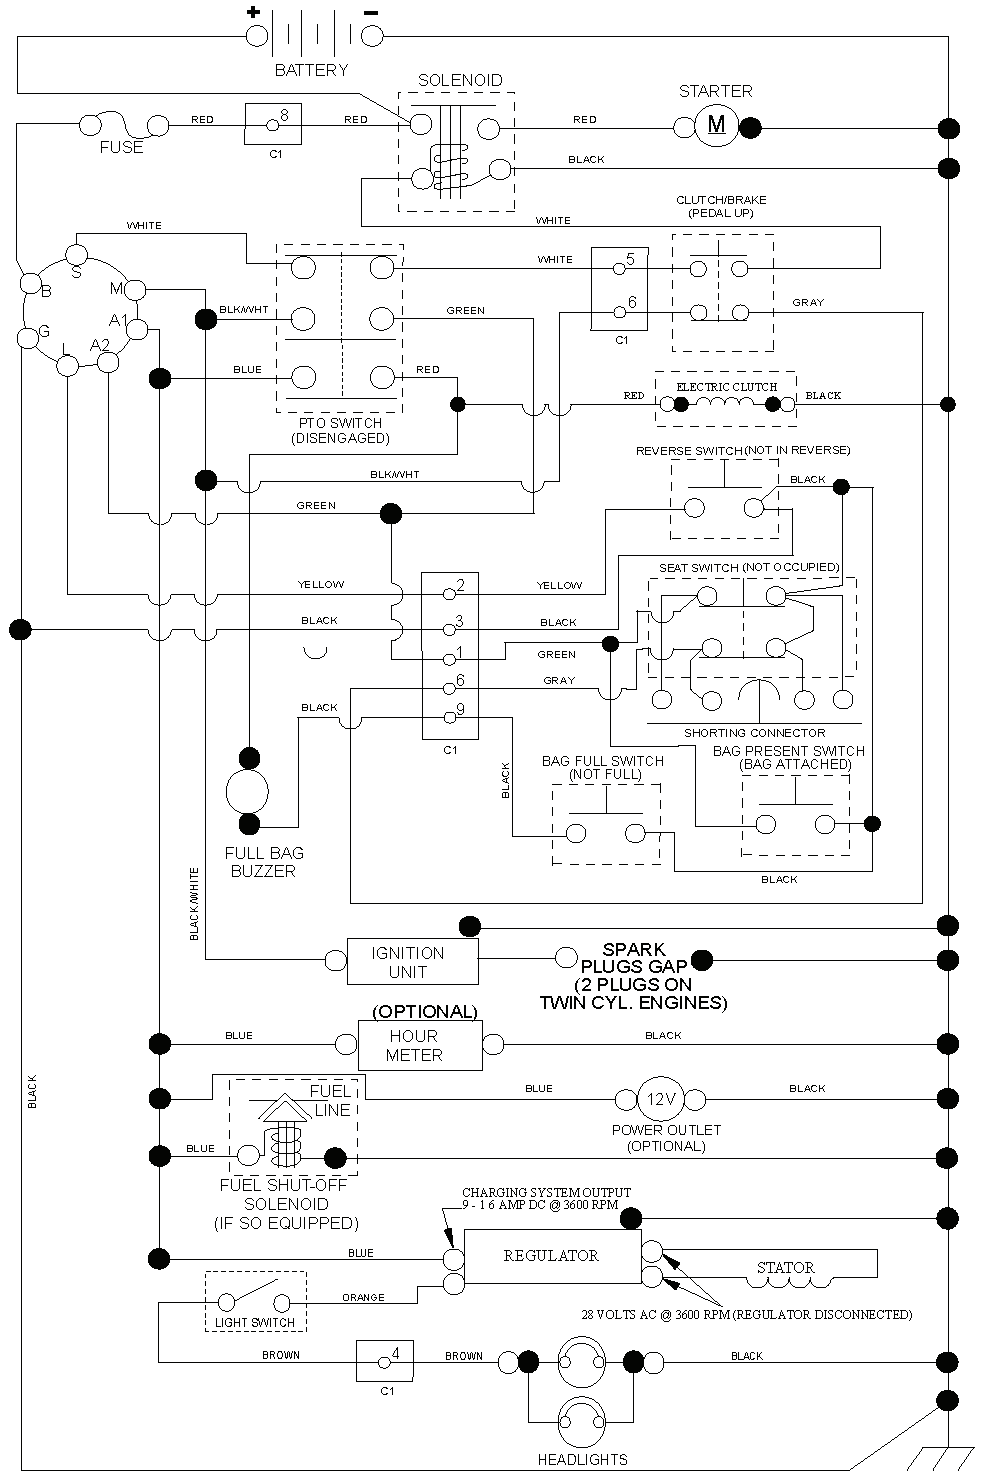 + −
BATTERY
SOLENOID
STARTER
M
RED
8
RED
RED
FUSE
C1
BLACK
CLUTCH/BRAKE
(PEDAL UP)
WHITE
WHITE
S
WHITE
5
B
M
BLK/WHT
GREEN
6
GRAY
G
A1
L
A2
C1
BLUE
RED
RED
ELECTRIC CLUTCH
BLACK
PTO SWITCH
(DISENGAGED)
REVERSE SWITCH (NOT IN REVERSE)
BLK/WHT
BLACK
GREEN
SEAT SWITCH (NOT OCCUPIED)
YELLOW
2
YELLOW
BLACK
3
BLACK
1
GREEN
6
GRAY
BLACK
9
SHORTING CONNECTOR
C1
BAG PRESENT SWITCH
(BAG ATTACHED)
BAG FULL SWITCH
(NOT FULL)
BLACK
FULL BAG
BUZZER
BLACK
BLACK/WHITE
IGNITION
UNIT
SPARK
PLUGS GAP
(2 PLUGS ON
TWIN CYL. ENGINES)
(OPTIONAL)
BLUE
HOUR
METER
BLACK
BLACK
FUEL
LINE
BLUE
12V
BLACK
POWER OUTLET
(OPTIONAL)
BLUE
FUEL SHUT-OFF
SOLENOID
(IF SO EQUIPPED)
CHARGING SYSTEM OUTPUT
9 - 16 AMP DC @ 3600 RPM
BLUE
REGULATOR
STATOR
ORANGE
LIGHT SWITCH
28 VOLTS AC @ 3600 RPM (REGULATOR DISCONNECTED)
BROWN
4
BROWN
BLACK
C1
HEADLIGHTS